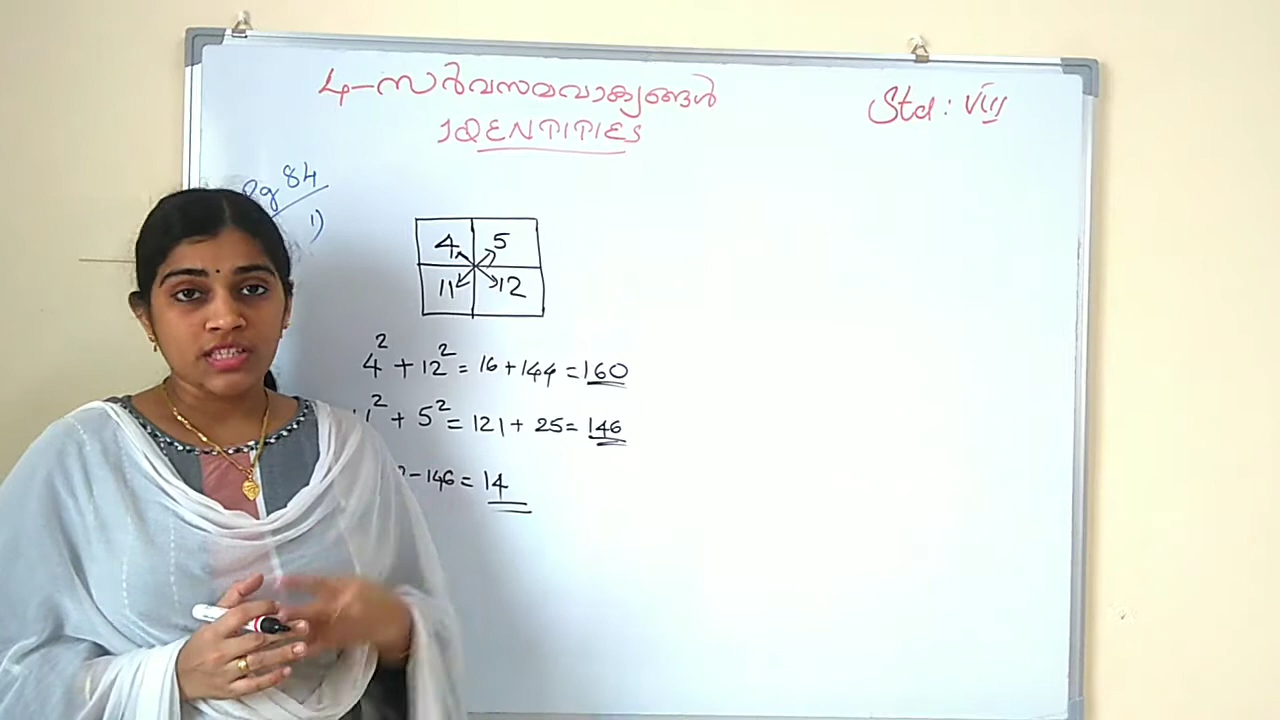 4-സർവസമവാക്യങ്ങൾ
IDENTITIES
Std: VIII
Pg 84
1)
4 5
11 12
4² + 12² = 16 + 144 = 160
² + 5² = 121 + 25 = 146
- 146 = 14